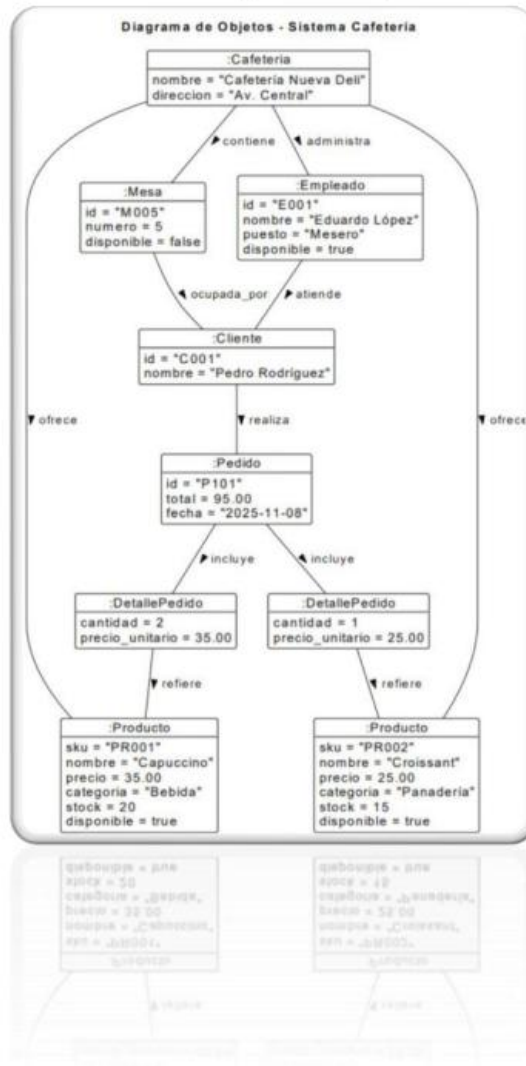 Diagrama de Objetos - Sistema Cafetería
:Cafeteria
nombre = "Cafetería Nueva Deli"
direccion = "Av. Central"
contiene
administra
:Mesa
id = "M005"
numero = 5
disponible = false
:Empleado
id = "E001"
nombre = "Eduardo López"
puesto = "Mesero"
disponible = true
ocupada_por
atiende
:Cliente
id = "C001"
nombre = "Pedro Rodríguez"
ofrece
realiza
ofrece
:Pedido
id = "P101"
total = 95.00
fecha = "2025-11-08"
incluye
incluye
:DetallePedido
cantidad = 2
precio_unitario = 35.00
:DetallePedido
cantidad = 1
precio_unitario = 25.00
refiere
refiere
:Producto
sku = "PR001"
nombre = "Capuccino"
precio = 35.00
categoria = "Bebida"
stock = 20
disponible = true
:Producto
sku = "PR002"
nombre = "Croissant"
precio = 25.00
categoria = "Panadería"
stock = 15
disponible = true